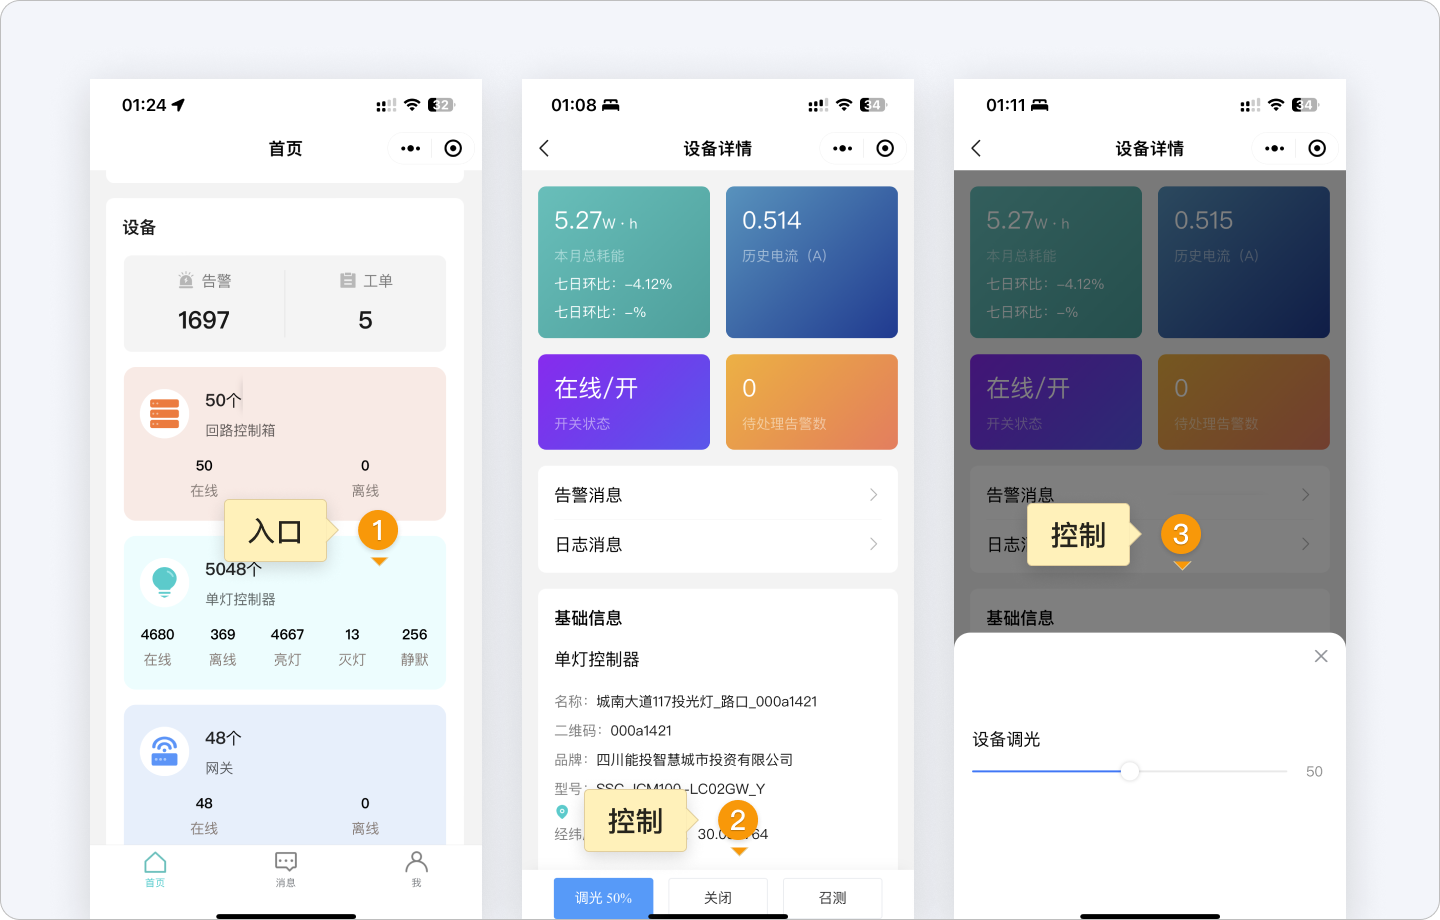 01:24
32
首页
设备
告警
工单
1697
5
50个
回路控制箱
50
0
在线
离线
入口
1
5048个
单灯控制器
4680
369
4667
13
256
在线
离线
亮灯
灭灯
静默
48个
网关
48
0
在线
离线
首页
消息
我
01:08
34
设备详情
5.27W · h
本月总耗能
七日环比：-4.12%
七日环比：-%
0.514
历史电流（A）
在线/开
开关状态
0
待处理告警数
告警消息
日志消息
基础信息
单灯控制器
名称：城南大道117投光灯_路口_000a1421
二维码：000a1421
品牌：四川能投智慧城市投资有限公司
型号：
-LC02GW_Y
经纬
30.0
64
控制
2
调光 50%
关闭
召测
01:11
34
设备详情
5.27W · h
本月总耗能
七日环比：-4.12%
七日环比：-%
0.515
历史电流（A）
在线/开
开关状态
0
待处理告警数
告警消息
日志
控制
3
基础信息
设备调光
50